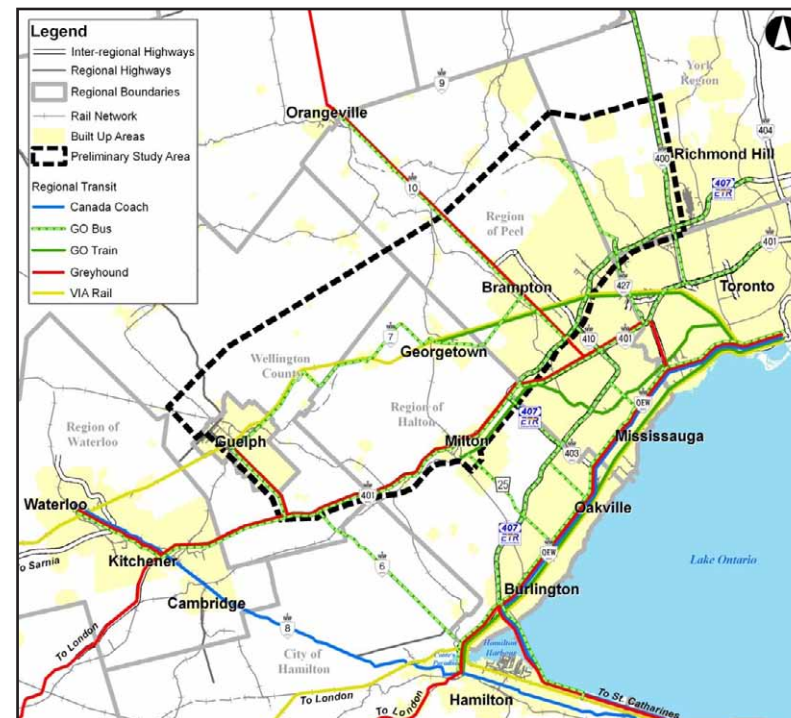 Legend
Inter-regional Highways
Regional Highways
Regional Boundaries
Rail Network
Built Up Areas
Preliminary Study Area
Regional Transit
Canada Coach
GO Bus
GO Train
Greyhound
VIA Rail
9
York
Region
404
Orangeville
400
Richmond Hill
10
407
ETR
Region
of Peel
401
427
Toronto
Brampton
7
Georgetown
410
401
Wellington
County
Region of
Halton
407
ETR
QEW
Region of
Waterloo
Guelph
Milton
403
Mississauga
401
25
Waterloo
Oakville
407
ETR
QEW
To Sarnia
Kitchener
6
Lake Ontario
Burlington
Cambridge
8
To London
City of
Hamilton
Hamilton
Harbour
To London
Hamilton
To London
To St. Catharines